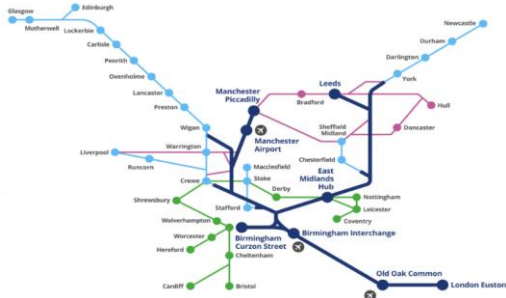 Glasgow
Edinburgh
Motherwell
Lockerbie
Carlisle
Penrith
Oxenholme
Lancaster
Preston
Wigan
Warrington
Liverpool
Runcorn
Crewe
Newcastle
Durham
Darlington
York
Leeds
Bradford
Hull
Doncaster
Manchester
Piccadilly
Manchester
Airport
Sheffield
Midland
Chesterfield
East
Midlands
Hub
Macclesfield
Stoke
Derby
Nottingham
Leicester
Coventry
Stafford
Shrewsbury
Wolverhampton
Worcester
Hereford
Birmingham
Curzon Street
Birmingham Interchange
Cheltenham
Cardiff
Bristol
Old Oak Common
London Euston